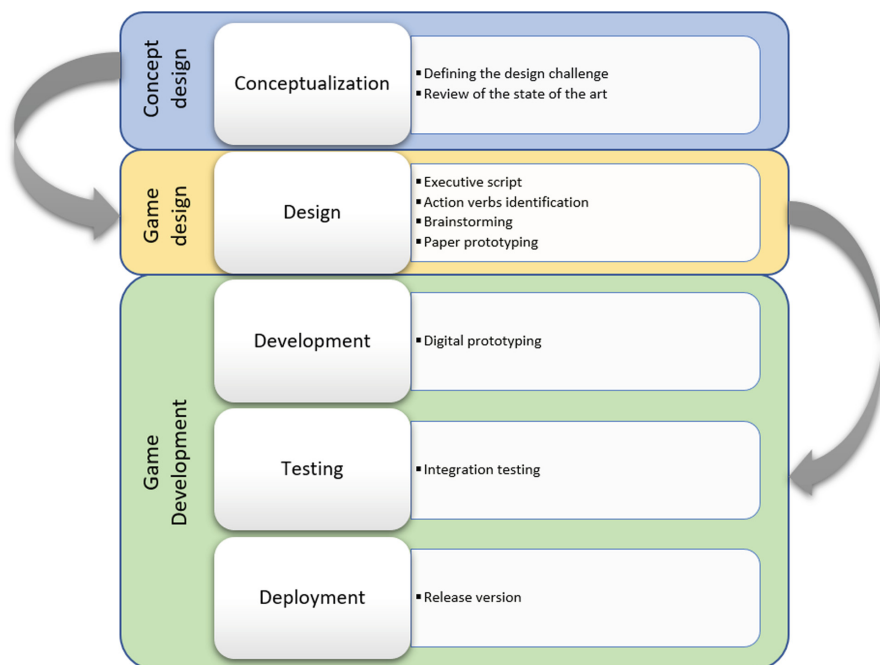 Concept
design
Conceptualization
▪ Defining the design challenge
▪ Review of the state of the art
Game
design
Design
▪ Executive script
▪ Action verbs identification
▪ Brainstorming
▪ Paper prototyping
Game
Development
Development
▪ Digital prototyping
Testing
▪ Integration testing
Deployment
▪ Release version